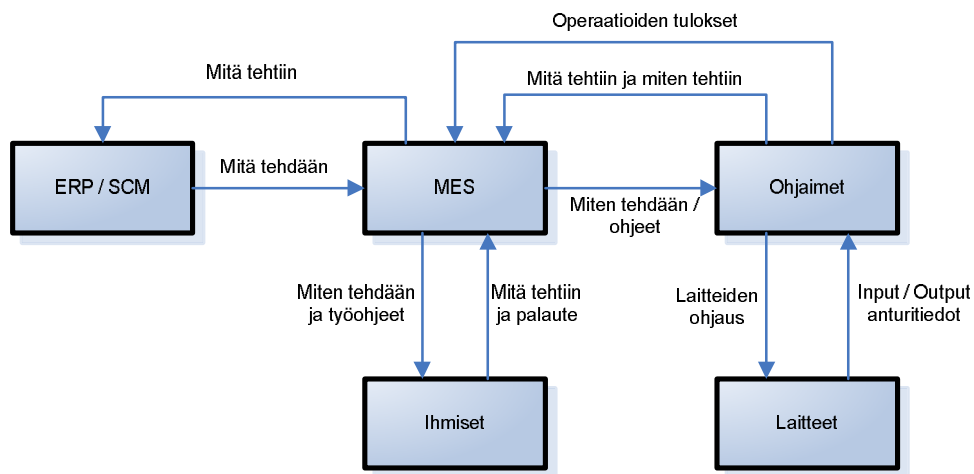 Operaatioiden tulokset
Mitä tehtiin
Mitä tehtiin ja miten tehtiin
ERP / SCM
Mitä tehdään
MES
Miten tehdään /
ohjeet
Ohjaimet
Miten tehdään
ja työohjeet
Mitä tehtiin
ja palaute
Laitteiden
ohjaus
Input / Output
anturitiedot
Ihmiset
Laitteet